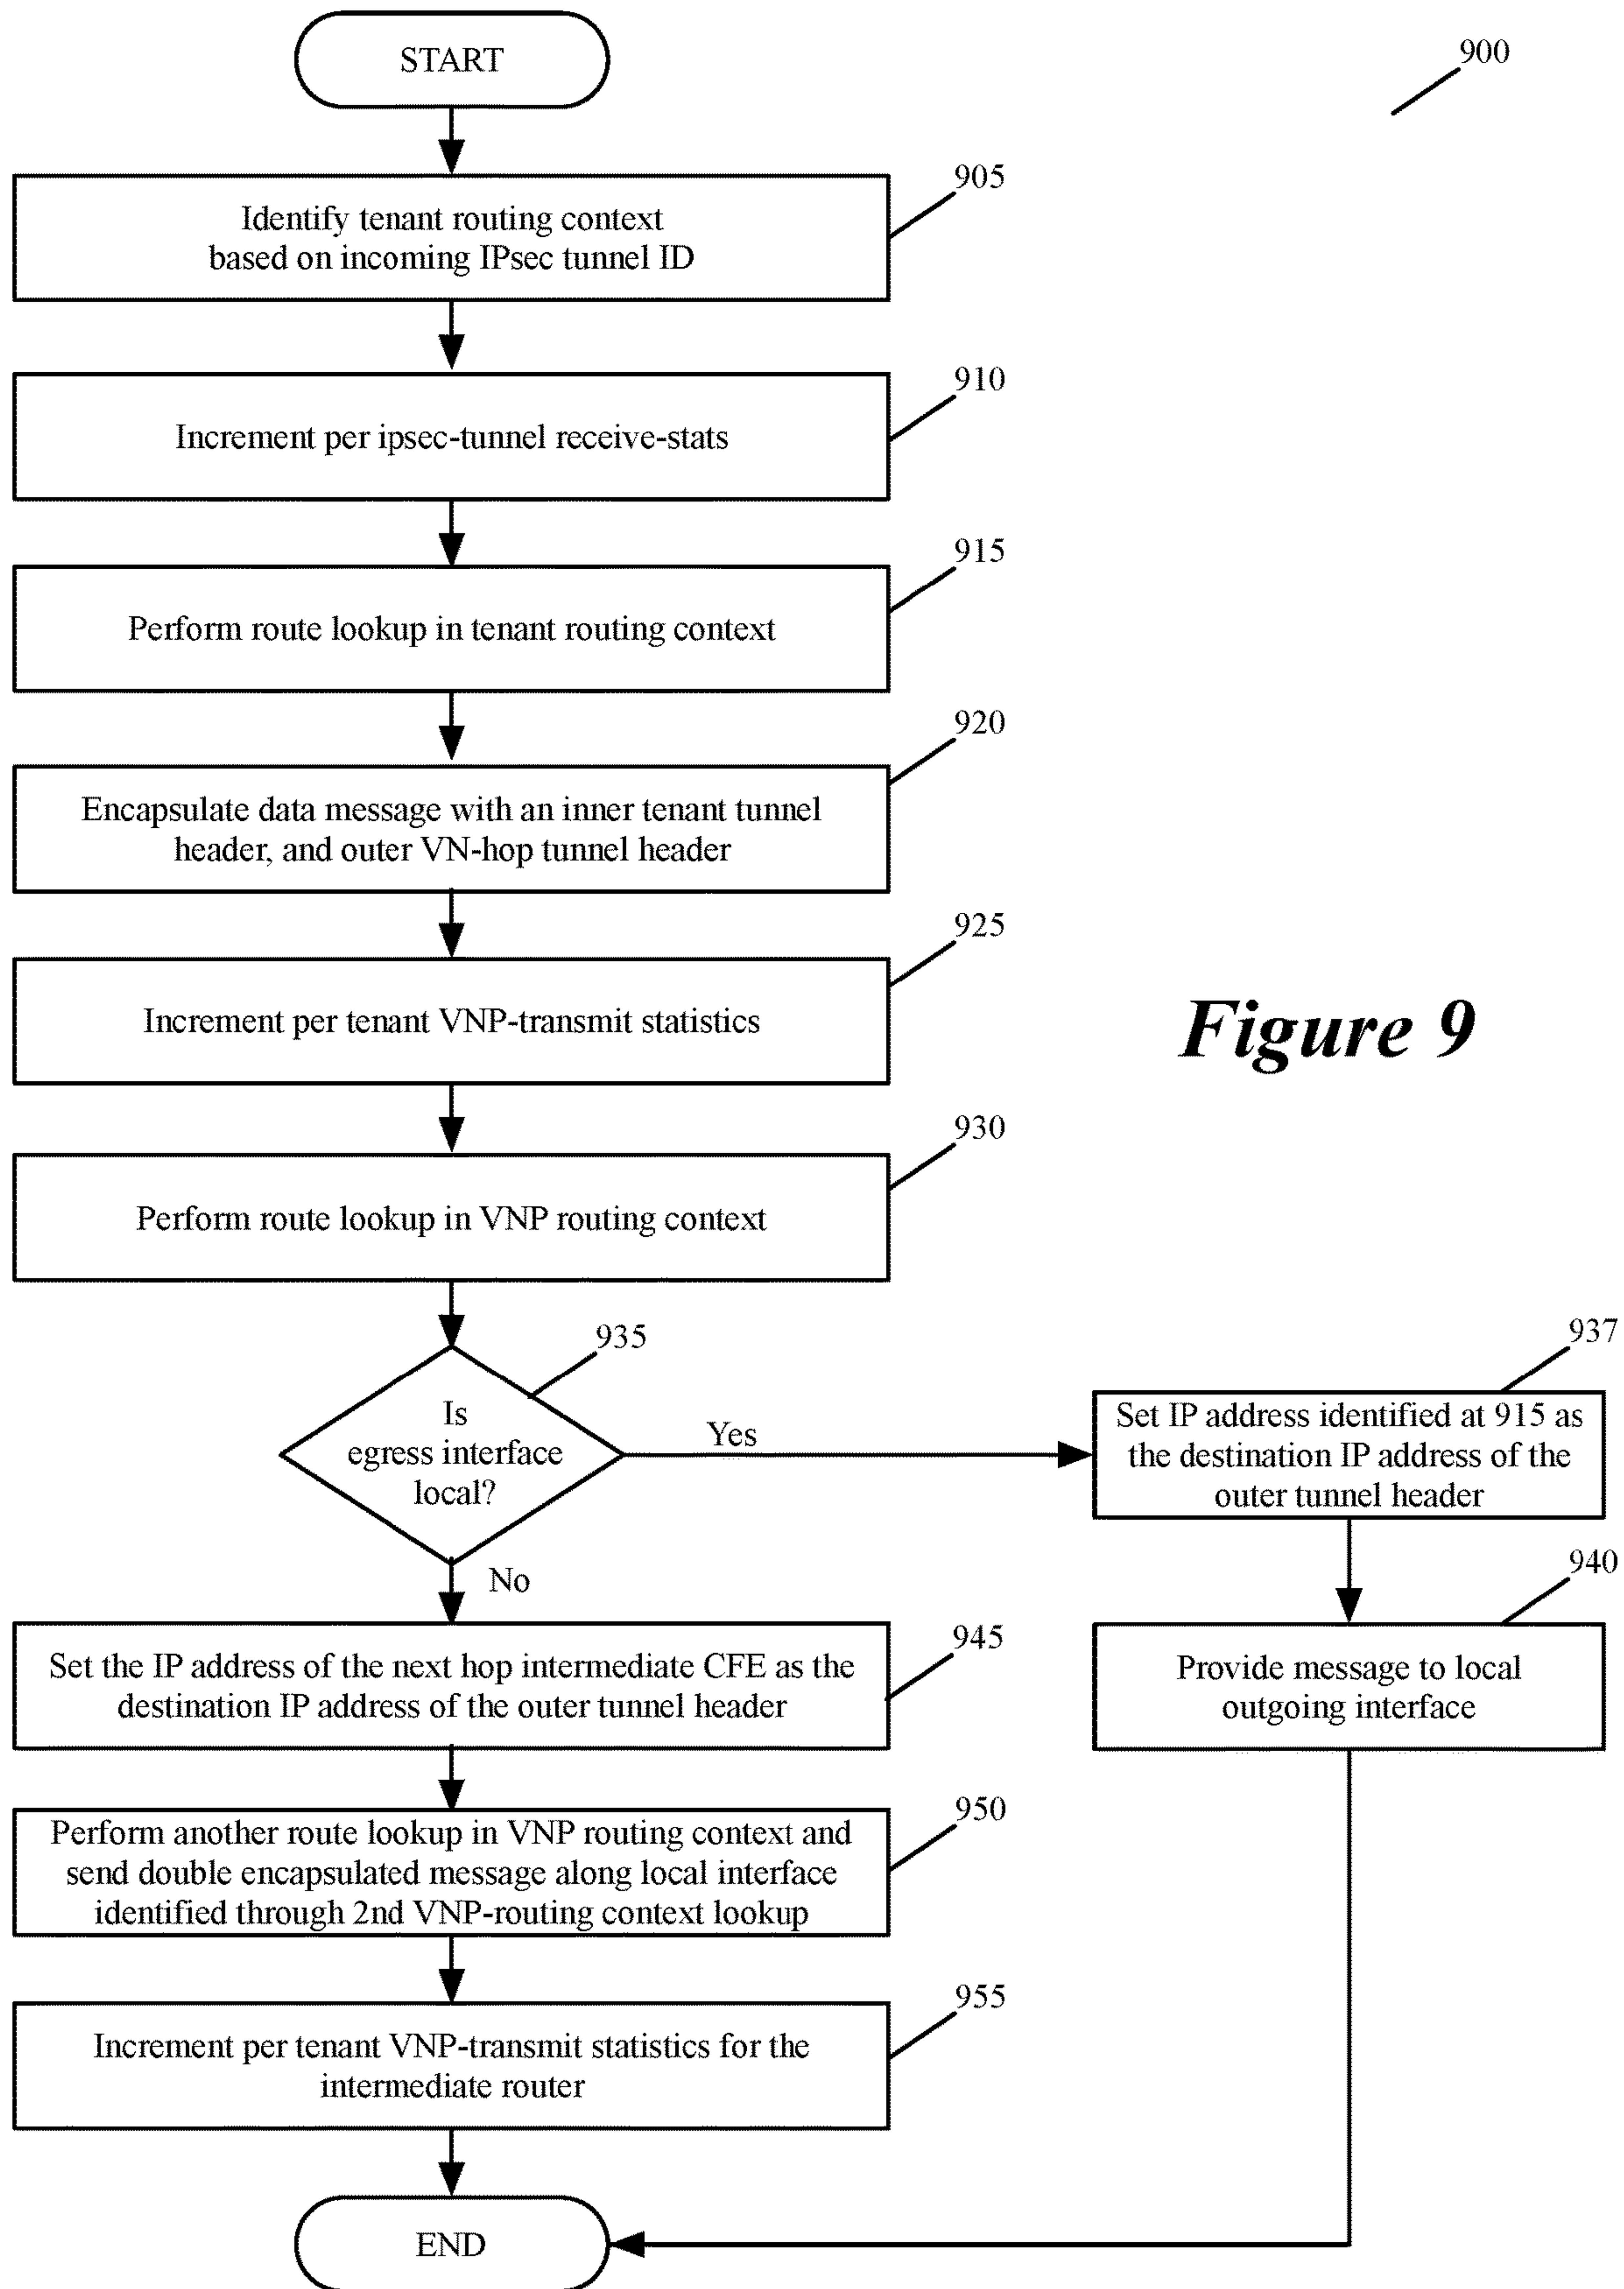 START
900
905
Identify tenant routing context
based on incoming IPsec tunnel ID
910
Increment per ipsec-tunnel receive-stats
915
Perform route lookup in tenant routing context
920
Encapsulate data message with an inner tenant tunnel
header, and outer VN-hop tunnel header
925
Increment per tenant VNP-transmit statistics
Figure 9
930
Perform route lookup in VNP routing context
935
Is
egress interface
local?
Yes
937
Set IP address identified at 915 as
the destination IP address of the
outer tunnel header
No
940
Provide message to local
outgoing interface
945
Set the IP address of the next hop intermediate CFE as the
destination IP address of the outer tunnel header
950
Perform another route lookup in VNP routing context and
send double encapsulated message along local interface
identified through 2nd VNP-routing context lookup
955
Increment per tenant VNP-transmit statistics for the
intermediate router
END